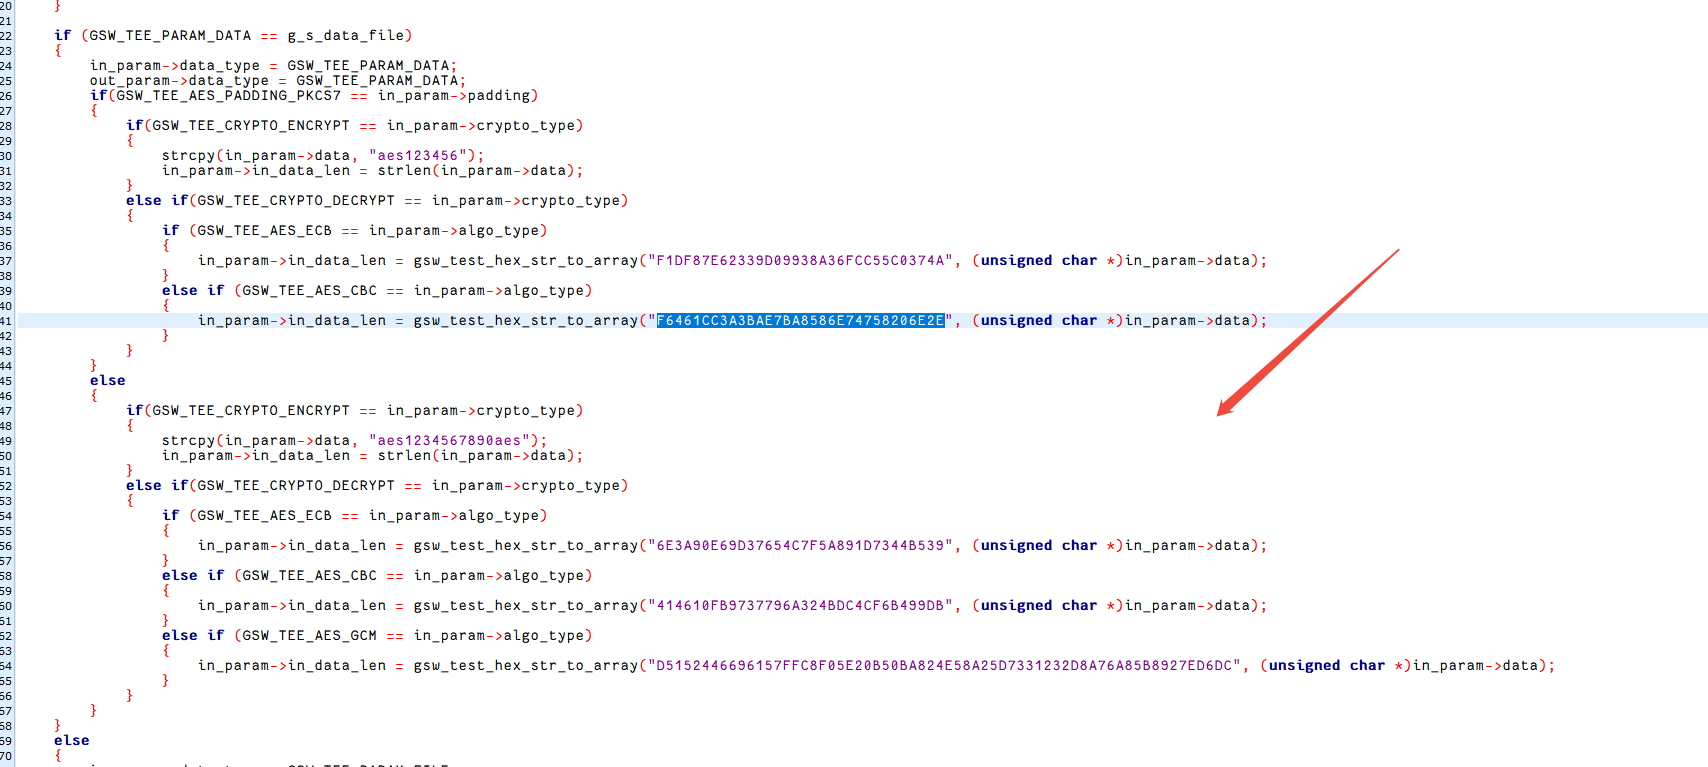 20 }
21
22 if (GSW_TEE_PARAM_DATA == g_s_data_file)
23 {
24 in_param->data_type = GSW_TEE_PARAM_DATA;
25 out_param->data_type = GSW_TEE_PARAM_DATA;
26 if(GSW_TEE_AES_PADDING_PKCS7 == in_param->padding)
27 {
28 if(GSW_TEE_CRYPTO_ENCRYPT == in_param->crypto_type)
29 {
30 strcpy(in_param->data, "aes123456");
31 in_param->in_data_len = strlen(in_param->data);
32 }
33 else if(GSW_TEE_CRYPTO_DECRYPT == in_param->crypto_type)
34 {
35 if (GSW_TEE_AES_ECB == in_param->algo_type)
36 {
37 in_param->in_data_len = gsw_test_hex_str_to_array("F1DF87E62339D09938A36FCC55C0374A", (unsigned char *)in_param->data);
38 }
39 else if (GSW_TEE_AES_CBC == in_param->algo_type)
40 {
41 in_param->in_data_len = gsw_test_hex_str_to_array("F6461CC3A3BAE7BA8586E74758206E2E", (unsigned char *)in_param->data);
42 }
43 }
44 }
45 else
46 {
47 if(GSW_TEE_CRYPTO_ENCRYPT == in_param->crypto_type)
48 {
49 strcpy(in_param->data, "aes1234567890aes");
50 in_param->in_data_len = strlen(in_param->data);
51 }
52 else if(GSW_TEE_CRYPTO_DECRYPT == in_param->crypto_type)
53 {
54 if (GSW_TEE_AES_ECB == in_param->algo_type)
55 {
56 in_param->in_data_len = gsw_test_hex_str_to_array("6E3A90E69D37654C7F5A891D7344B539", (unsigned char *)in_param->data);
57 }
58 else if (GSW_TEE_AES_CBC == in_param->algo_type)
59 {
60 in_param->in_data_len = gsw_test_hex_str_to_array("414610FB9737796A324BDC4CF6B499DB", (unsigned char *)in_param->data);
61 }
62 else if (GSW_TEE_AES_GCM == in_param->algo_type)
63 {
64 in_param->in_data_len = gsw_test_hex_str_to_array("D5152446696157FFC8F05E20B50BA824E58A25D7331232D8A76A85B8927ED6DC", (unsigned char *)in_param->data);
65 }
66 }
67 }
68 }
69 else
70 {